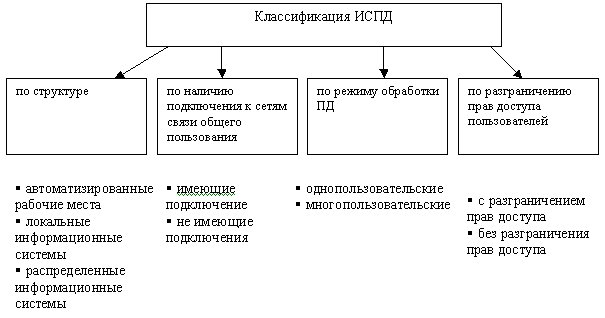 Классификация ИСПД
по структуре
по наличию
подключения к сетям
связи общего
пользования
по режиму обработки
ПД
по разграничению
прав доступа
пользователей
▪ автоматизированные
рабочие места
▪ локальные
информационные
системы
▪ распределенные
информационные
системы
▪ имеющие
подключение
▪ не имеющие
подключения
▪ однопользовательские
▪ многопользовательские
▪ с разграничением
прав доступа
▪ без разграничения
прав доступа